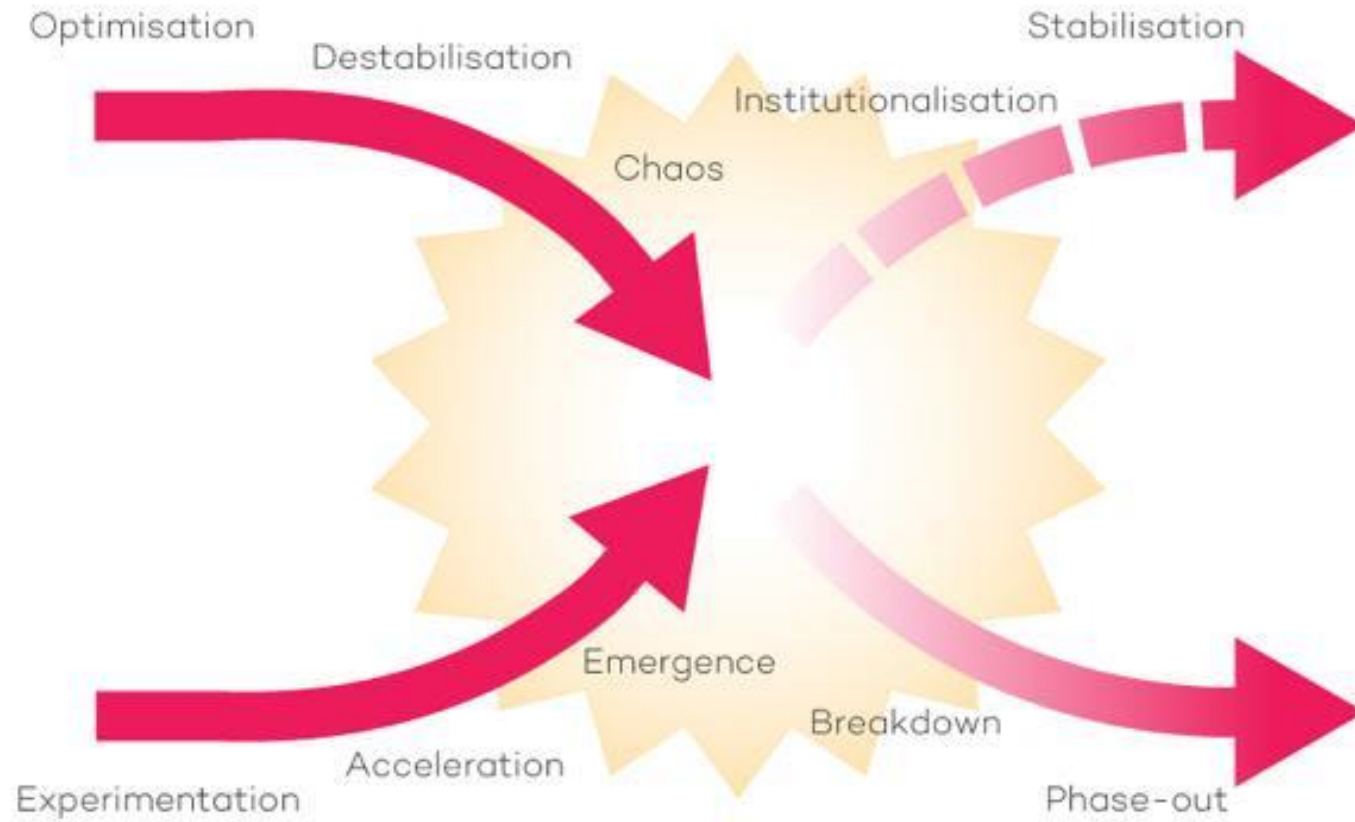 Optimisation
Destabilisation
Chaos
Institutionalisation
Stabilisation
Experimentation
Acceleration
Emergence
Breakdown
Phase-out